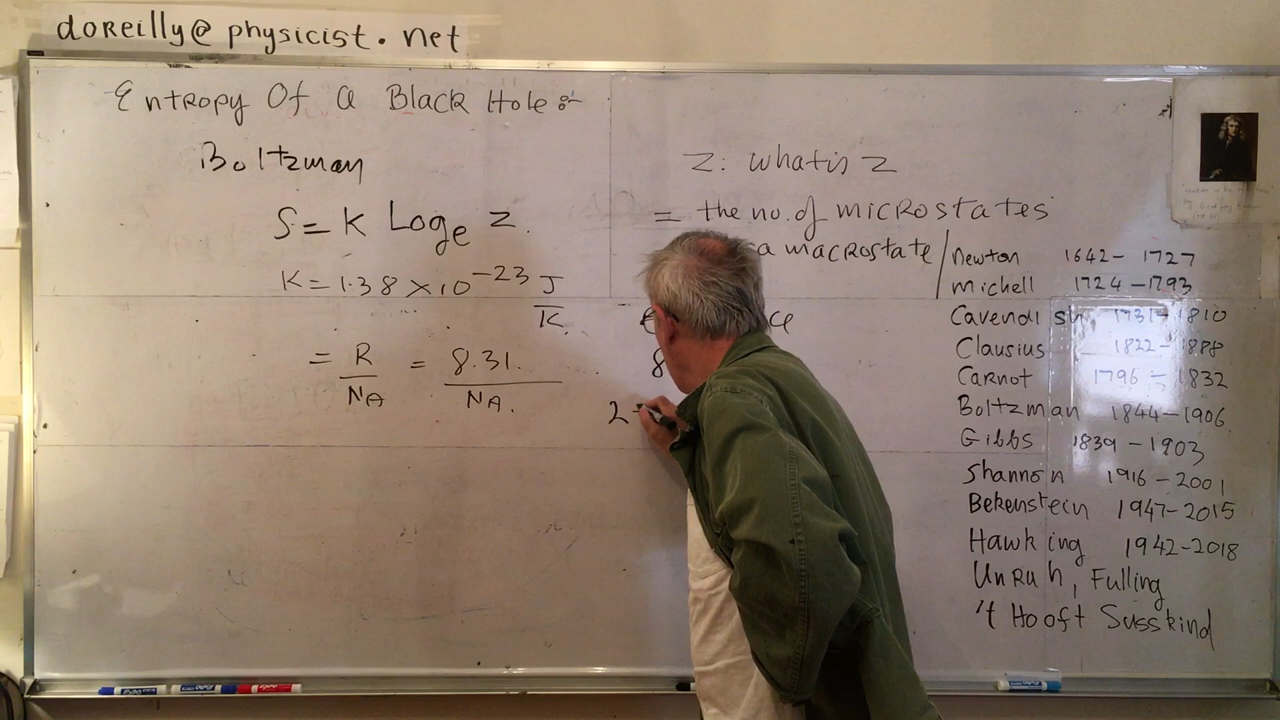 doreilly@physicist.net
Entropy Of a Black Hole:-
Boltzman
S = K Loge Z.
K = 1.38 × 10-23 J
K
= R = 8.31.
NA NA.
Z: what is Z
= the no. of microstates
a macrostate
8
2
Newton 1642 - 1727
Michell 1724 - 1793
Cavendish 1731 - 1810
Clausius 1822 - 1888
Carnot 1796 - 1832
Boltzman 1844 - 1906
Gibbs 1839 - 1903
Shannon 1916 - 2001
Bekenstein 1947 - 2015
Hawking 1942 - 2018
Unruh, Fulling
't Hooft Susskind